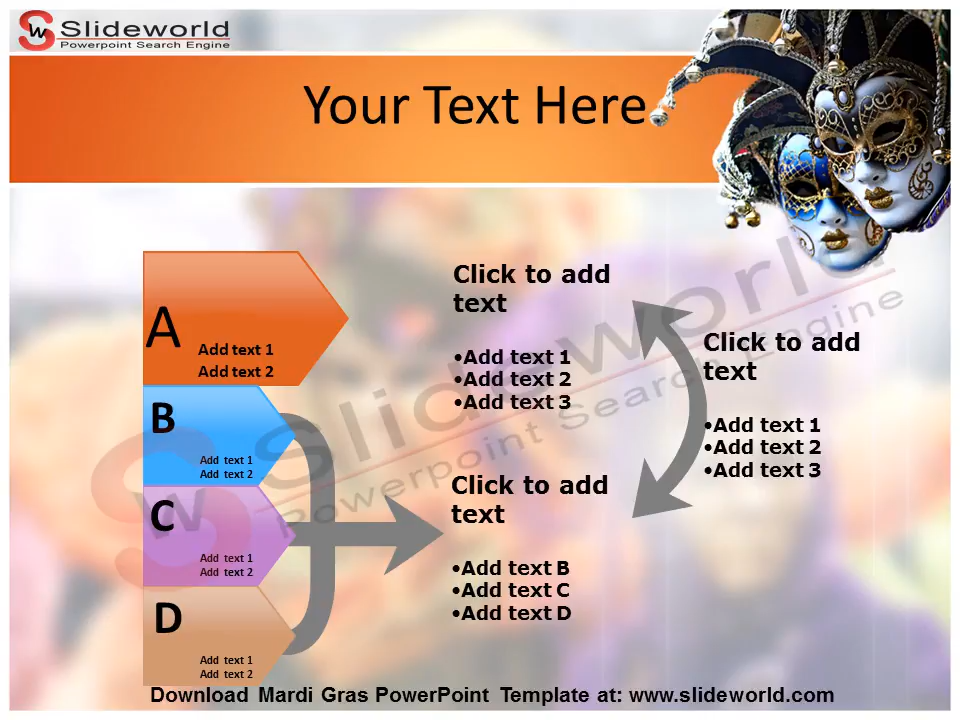 Slideworld
Powerpoint Search Engine
Your Text Here
A
Add text 1
Add text 2
B
Add text 1
Add text 2
C
Add text 1
Add text 2
D
Add text 1
Add text 2
Click to add
text
•Add text 1
•Add text 2
•Add text 3
Click to add
text
•Add text B
•Add text C
•Add text D
Click to add
text
•Add text 1
•Add text 2
•Add text 3
W Slideworld
Powerpoint Search Engine
Download Mardi Gras PowerPoint Template at: www.slideworld.com